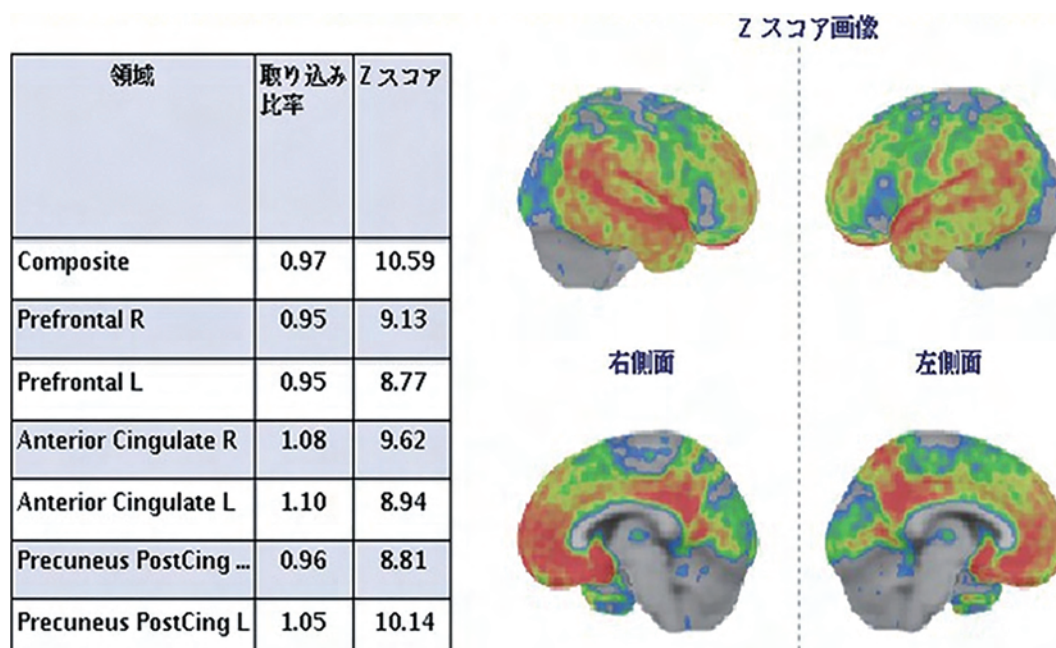 Z スコア画像
領域 取り込み比率 Z スコア
Composite 0.97 10.59
Prefrontal R 0.95 9.13
Prefrontal L 0.95 8.77
Anterior Cingulate R 1.08 9.62
Anterior Cingulate L 1.10 8.94
Precuneus PostCing ... 0.96 8.81
Precuneus PostCing L 1.05 10.14
右側面 左側面